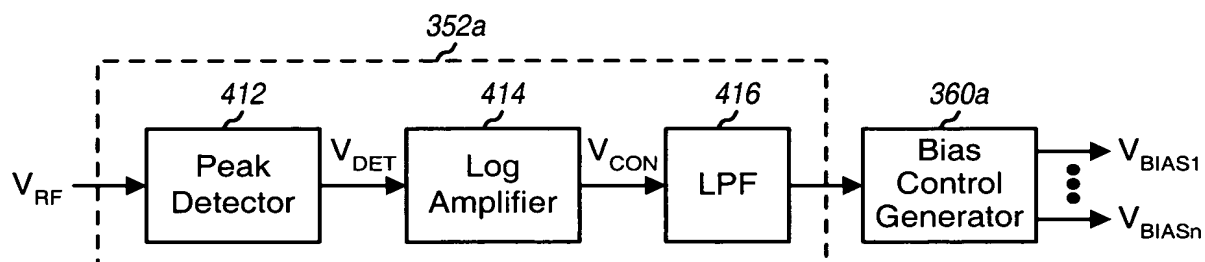 352a
412
414
416
360a
V_RF
Peak
Detector
V_DET
Log
Amplifier
V_CON
LPF
Bias
Control
Generator
V_BIAS1
V_BIASn